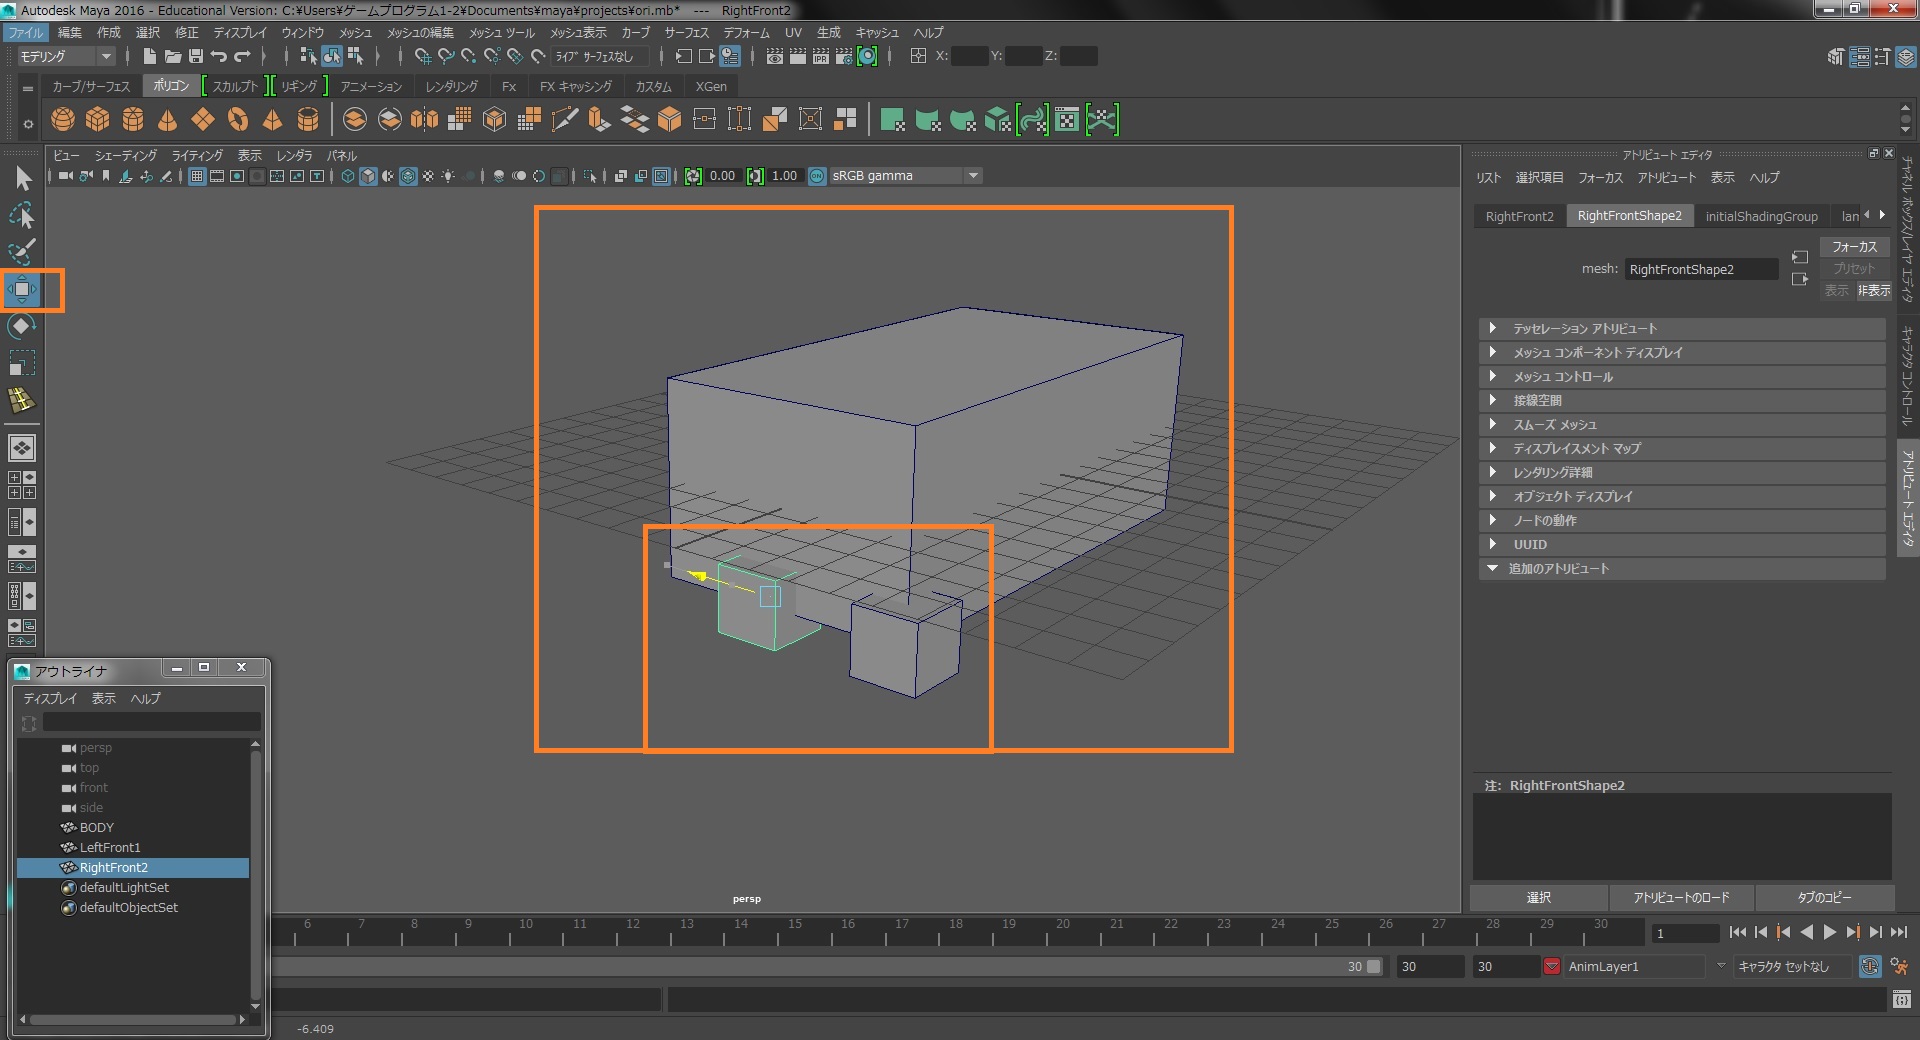 Autodesk Maya 2016 - Educational Version: C:¥Users¥ゲームプログラム1-2¥Documents¥maya¥projects¥ori.mb* --- RightFront2
ファイル 編集 作成 選択 修正 ディスプレイ ウィンドウ メッシュ メッシュの編集 メッシュ ツール メッシュ表示 カーブ サーフェス デフォーム UV 生成 キャッシュ ヘルプ
モデリング ライブ サーフェスなし X: Y: Z:
カーブ/サーフェス ポリゴン スカルプト リギング アニメーション レンダリング Fx FX キャッシング カスタム XGen
ビュー シェーディング ライティング 表示 レンダラ パネル
0.00 1.00 ON sRGB gamma
persp
アトリビュート エディタ
リスト 選択項目 フォーカス アトリビュート 表示 ヘルプ
RightFront2 RightFrontShape2 initialShadingGroup lan
フォーカス
mesh: RightFrontShape2 プリセット
表示 非表示
テッセレーション アトリビュート
メッシュ コンポーネント ディスプレイ
メッシュ コントロール
接線空間
スムーズ メッシュ
ディスプレイスメント マップ
レンダリング詳細
オブジェクト ディスプレイ
ノードの動作
UUID
追加のアトリビュート
注: RightFrontShape2
選択 アトリビュートのロード タブのコピー
チャネル ボックス/レイヤ エディタ
キャラクタ コントロール
アトリビュート エディタ
アウトライナ
ディスプレイ 表示 ヘルプ
persp
top
front
side
BODY
LeftFront1
RightFront2
defaultLightSet
defaultObjectSet
6 7 8 9 10 11 12 13 14 15 16 17 18 19 20 21 22 23 24 25 26 27 28 29 30 1
30 30 30 AnimLayer1 キャラクタ セットなし
-6.409